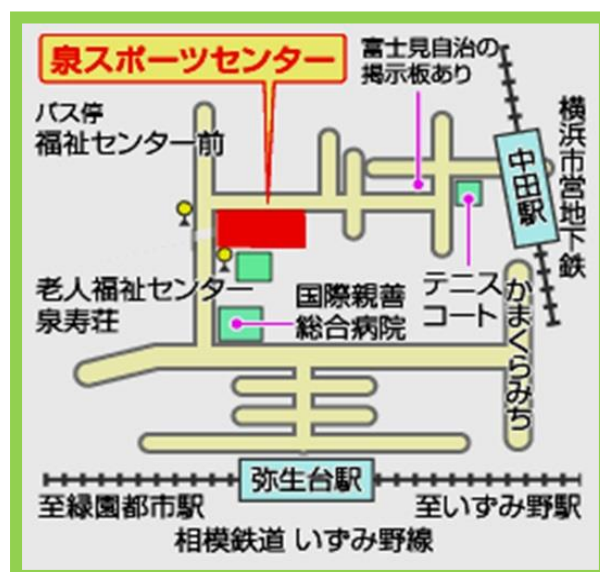 泉スポーツセンター
富士見自治の
掲示板あり
バス停
福祉センター前
横浜市営地下鉄
中田駅
老人福祉センター
泉寿荘
国際親善
総合病院
テニス
コート
かまくらみち
弥生台駅
至緑園都市駅
至いずみ野駅
相模鉄道 いずみ野線